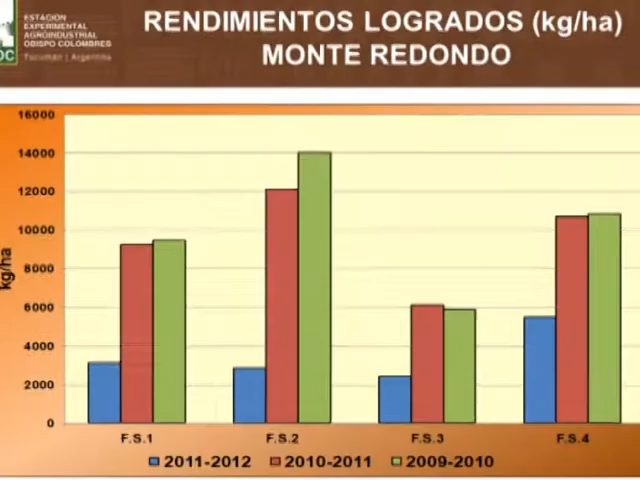 ESTACIÓN
EXPERIMENTAL
AGROINDUSTRIAL
OBISPO COLOMBRES
Tucumán | Argentina
RENDIMIENTOS LOGRADOS (kg/ha)
MONTE REDONDO
16000
14000
12000
10000
8000
6000
4000
2000
0
kg/ha
F.S.1
F.S.2
F.S.3
F.S.4
2011-2012
2010-2011
2009-2010